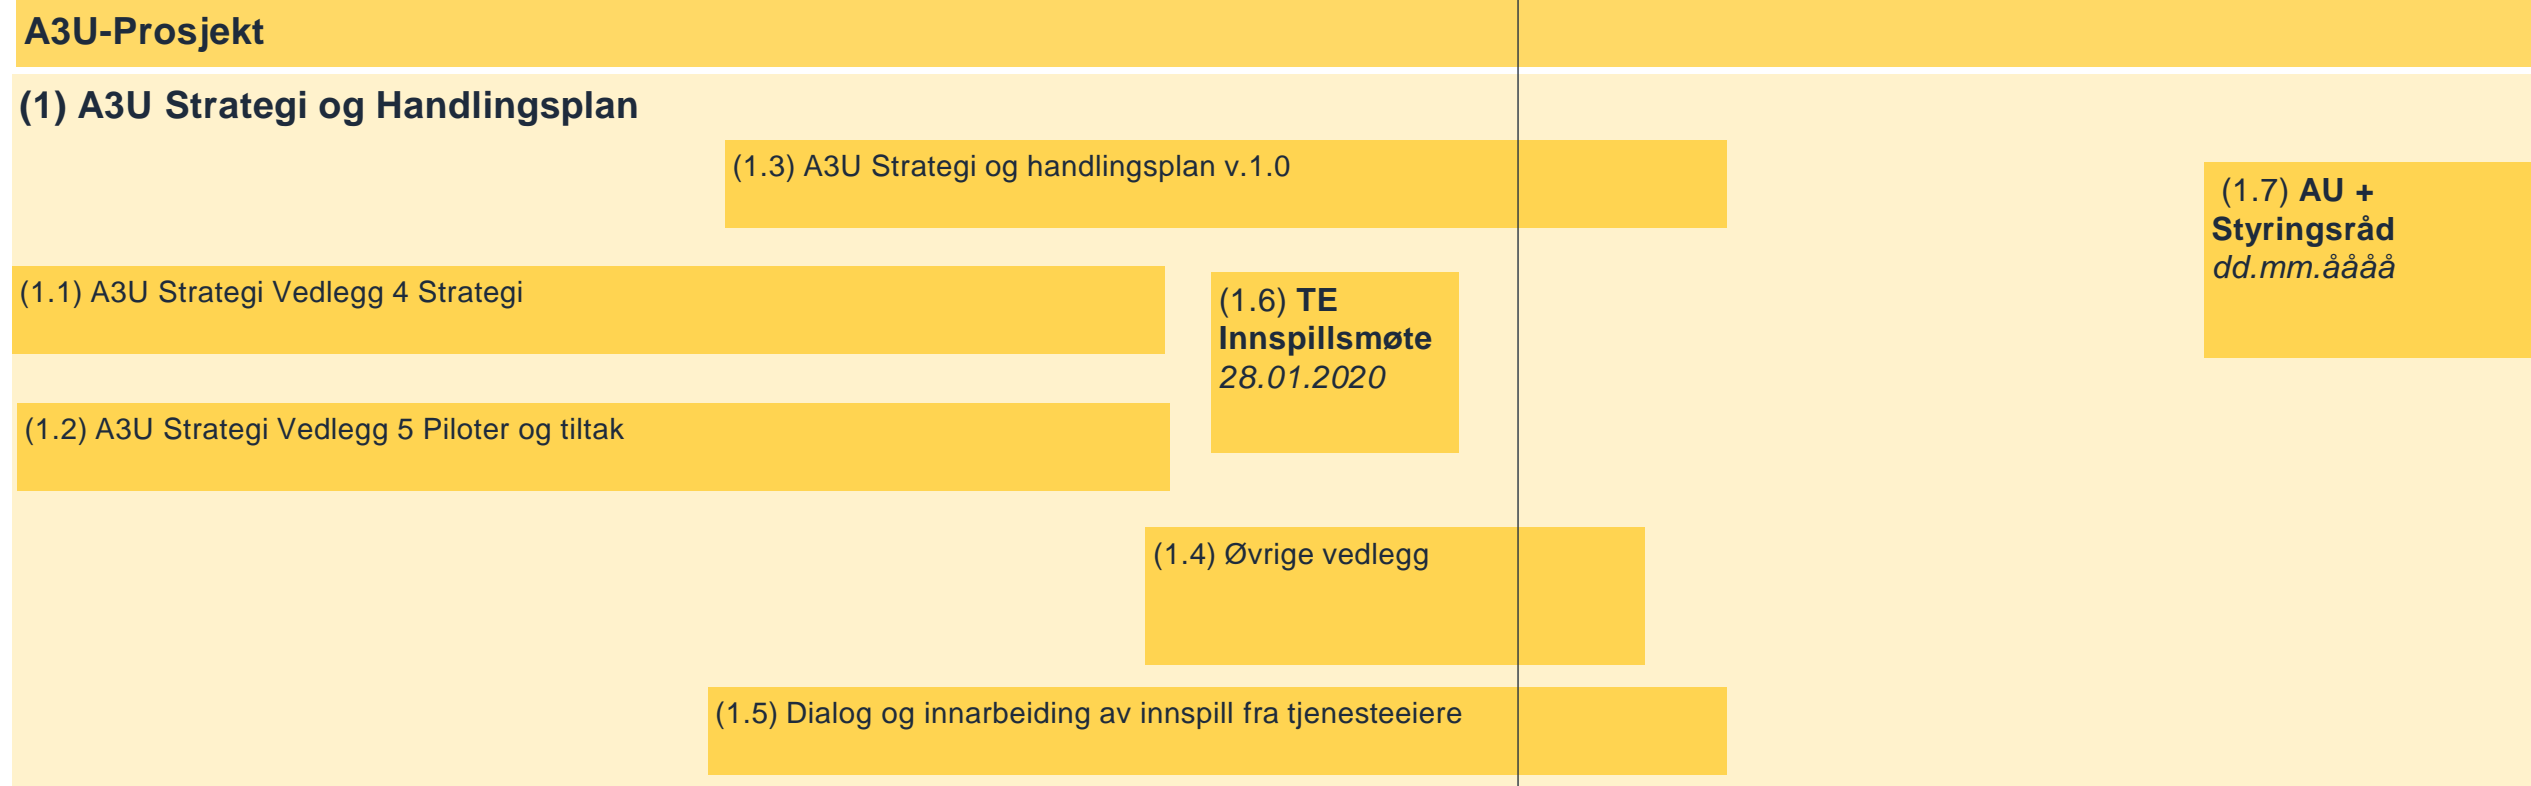 A3U-Prosjekt
(1) A3U Strategi og Handlingsplan
(1.3) A3U Strategi og handlingsplan v.1.0
(1.7) AU +
Styringsråd
dd.mm.åååå
(1.1) A3U Strategi Vedlegg 4 Strategi
(1.6) TE
Innspillsmøte
28.01.2020
(1.2) A3U Strategi Vedlegg 5 Piloter og tiltak
(1.4) Øvrige vedlegg
(1.5) Dialog og innarbeiding av innspill fra tjenesteeiere